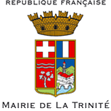 RÉPUBLIQUE FRANÇAISE
MAIRIE DE LA TRINITÉ